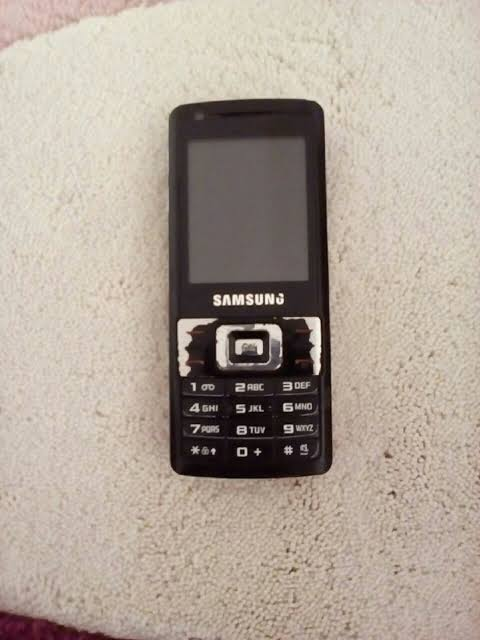 SAMSUNG
1 2 ABC 3 DEF
4 GHI 5 JKL 6 MNO
7 PQRS 8 TUV 9 WXYZ
* 0 + #